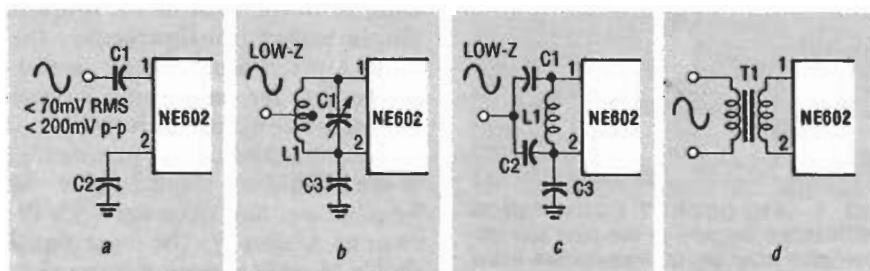 C1
1
< 70mV RMS
< 200mV p-p
NE602
2
C2
a
LOW-Z
1
C1
NE602
L1
2
C3
b
LOW-Z
C1
1
L1
NE602
C2
2
C3
c
T1
1
NE602
2
d